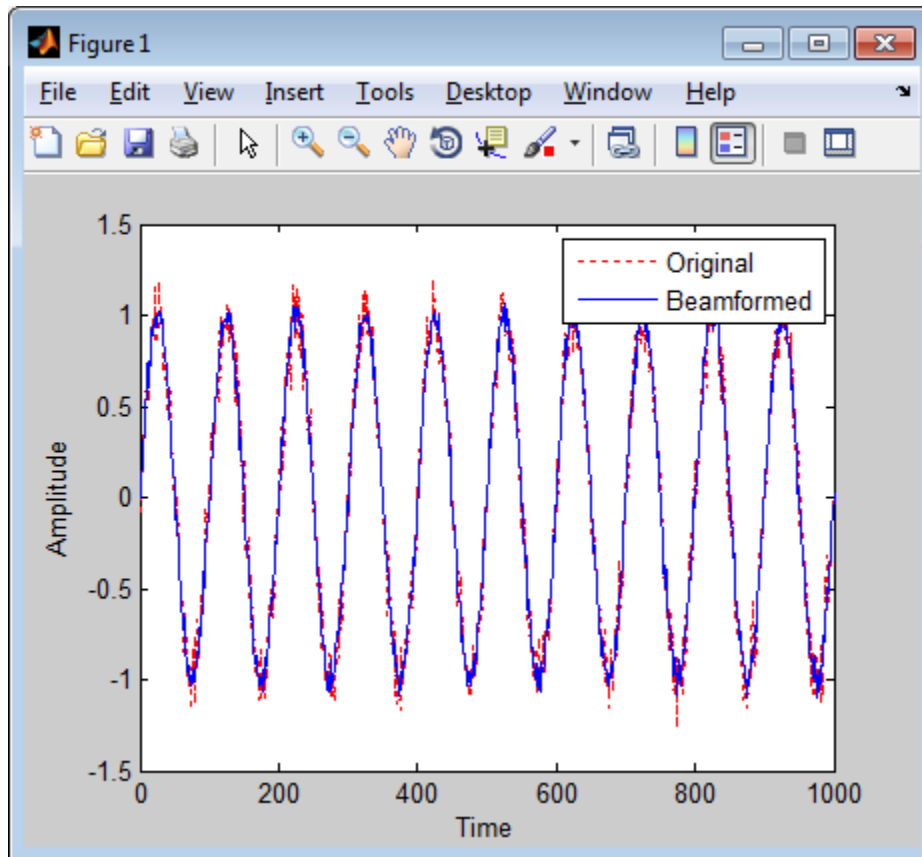 Figure 1
File Edit View Insert Tools Desktop Window Help
1.5
1
0.5
0
-0.5
-1
-1.5
Amplitude
Original
Beamformed
0 200 400 600 800 1000
Time